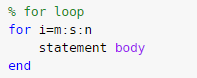 % for loop
for i=m:s:n
    statement body
end